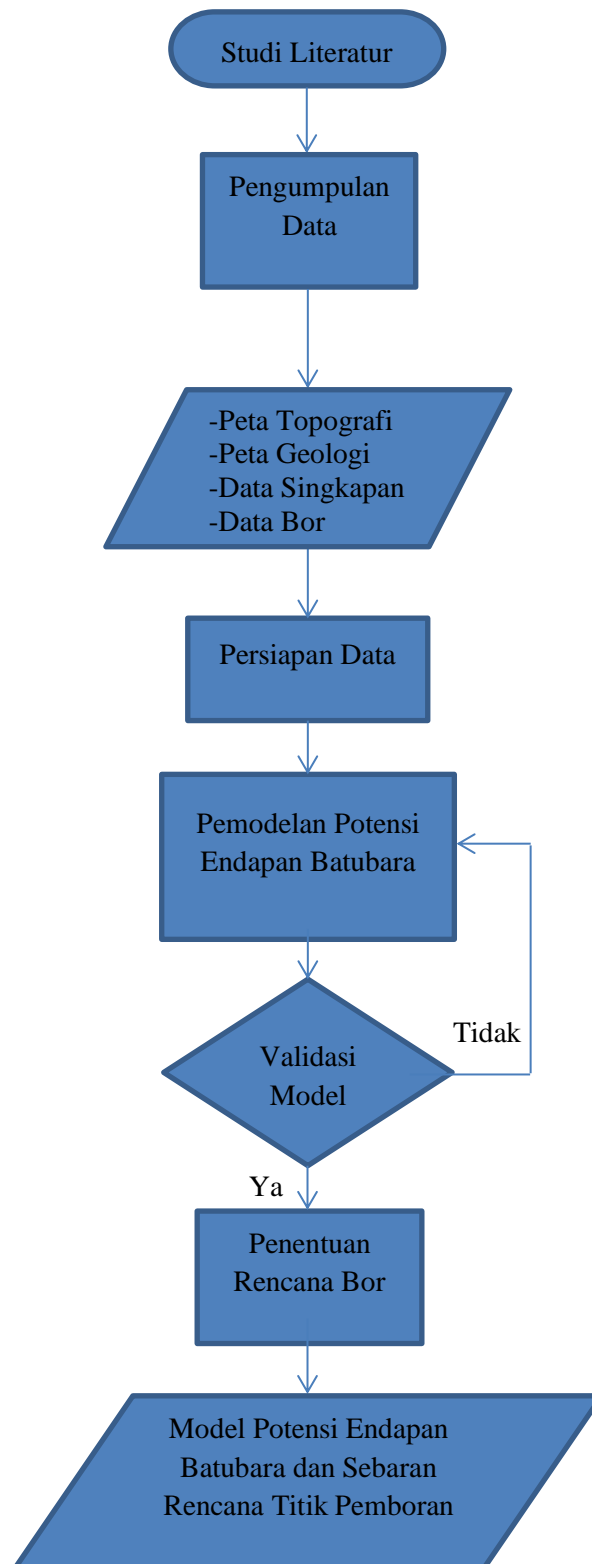 Studi Literatur
Pengumpulan
Data
-Peta Topografi
-Peta Geologi
-Data Singkapan
-Data Bor
Persiapan Data
Pemodelan Potensi
Endapan Batubara
Validasi
Model
Tidak
Ya
Penentuan
Rencana Bor
Model Potensi Endapan
Batubara dan Sebaran
Rencana Titik Pemboran